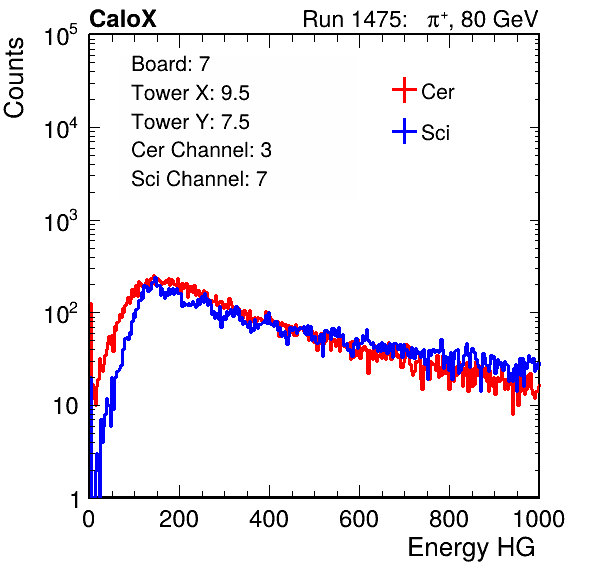 CaloX Run 1475: π⁺, 80 GeV
Counts
10⁵
10⁴
10³
10²
10
1
Board: 7
Tower X: 9.5
Tower Y: 7.5
Cer Channel: 3
Sci Channel: 7
Cer
Sci
0 200 400 600 800 1000
Energy HG